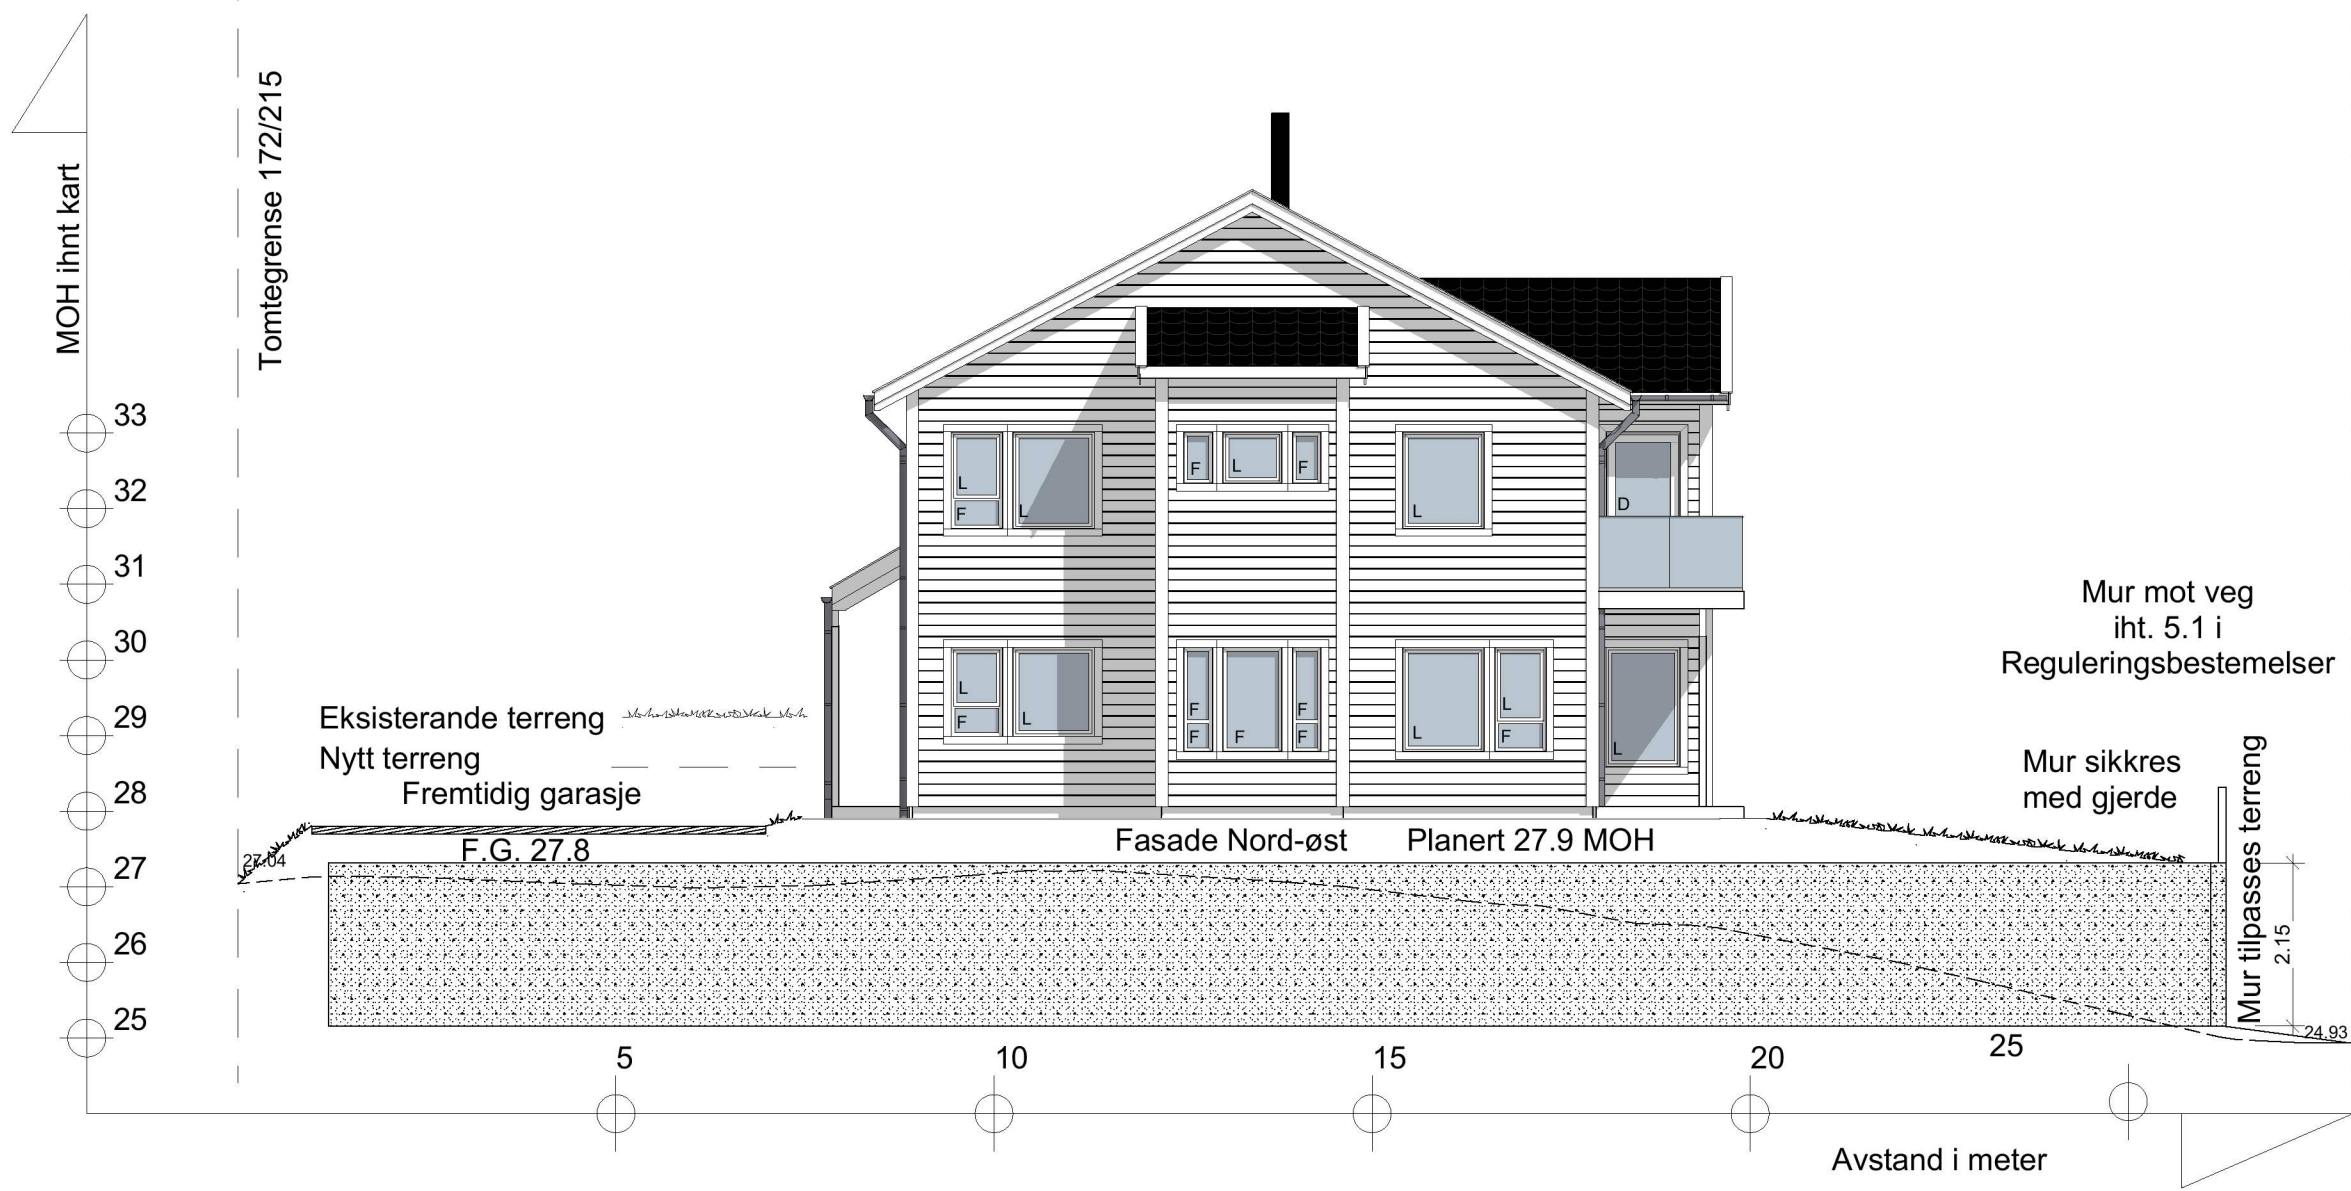 MOH ihnt kart
Tomtegrense 172/215
33
32
31
30
29
28
27
26
25
L
F
L
F
L
F
L
D
L
F
L
F
F
F
F
F
F
L
L
F
L
Mur mot veg
iht. 5.1 i
Reguleringsbestemelser
Eksisterande terreng
Nytt terreng
Fremtidig garasje
Mur sikkres
med gjerde
Mur tilpasses terreng
F.G. 27.8
27.04
Fasade Nord-øst
Planert 27.9 MOH
2.15
24.93
5
10
15
20
25
Avstand i meter